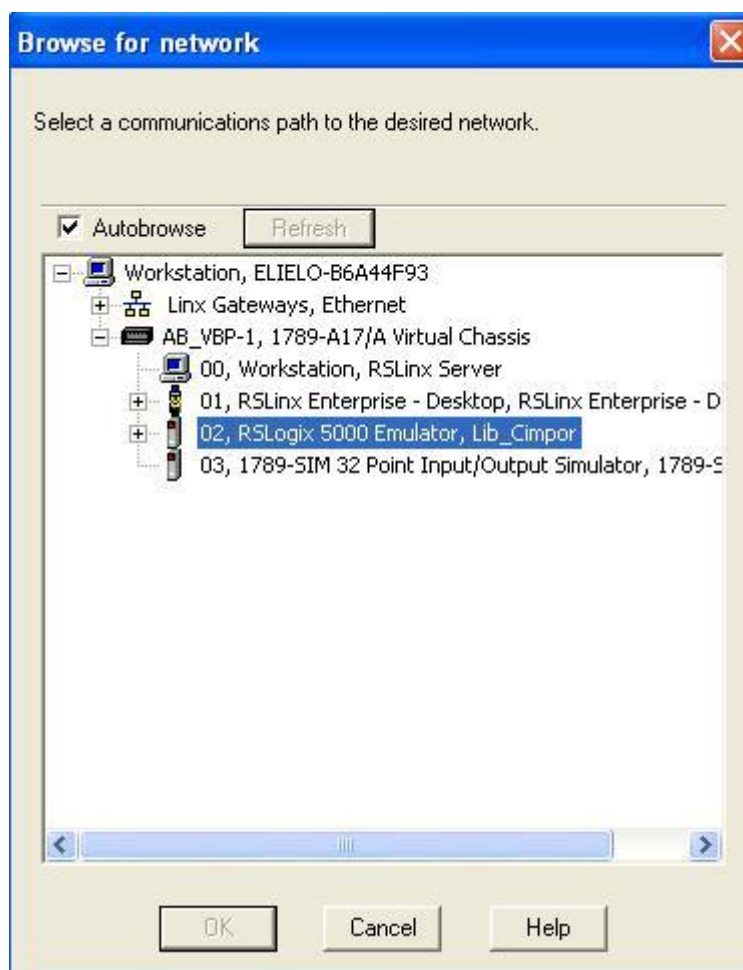 Browse for network
Select a communications path to the desired network.
Autobrowse Refresh
Workstation, ELIELO-B6A44F93
Linx Gateways, Ethernet
AB_VBP-1, 1789-A17/A Virtual Chassis
00, Workstation, RSLinx Server
01, RSLinx Enterprise - Desktop, RSLinx Enterprise - D
02, RSLogix 5000 Emulator, Lib_Cimpor
03, 1789-SIM 32 Point Input/Output Simulator, 1789-S
OK Cancel Help